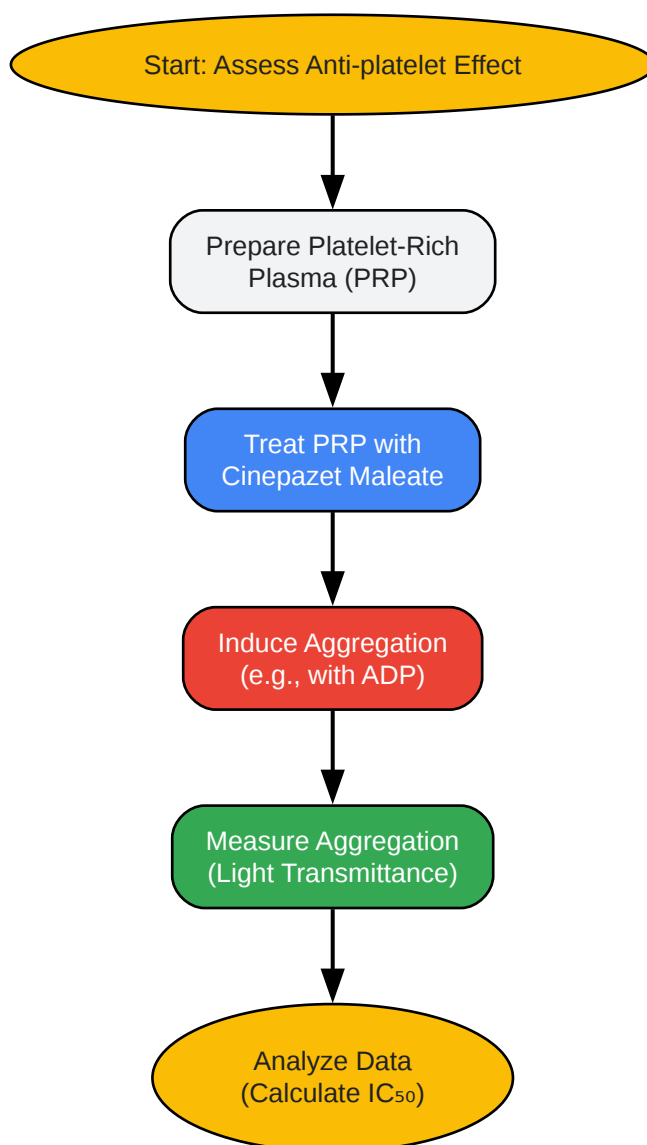 Start: Assess Anti-platelet Effect
Prepare Platelet-Rich
Plasma (PRP)
Treat PRP with
Cinepazet Maleate
Induce Aggregation
(e.g., with ADP)
Measure Aggregation
(Light Transmittance)
Analyze Data
(Calculate IC₅₀)